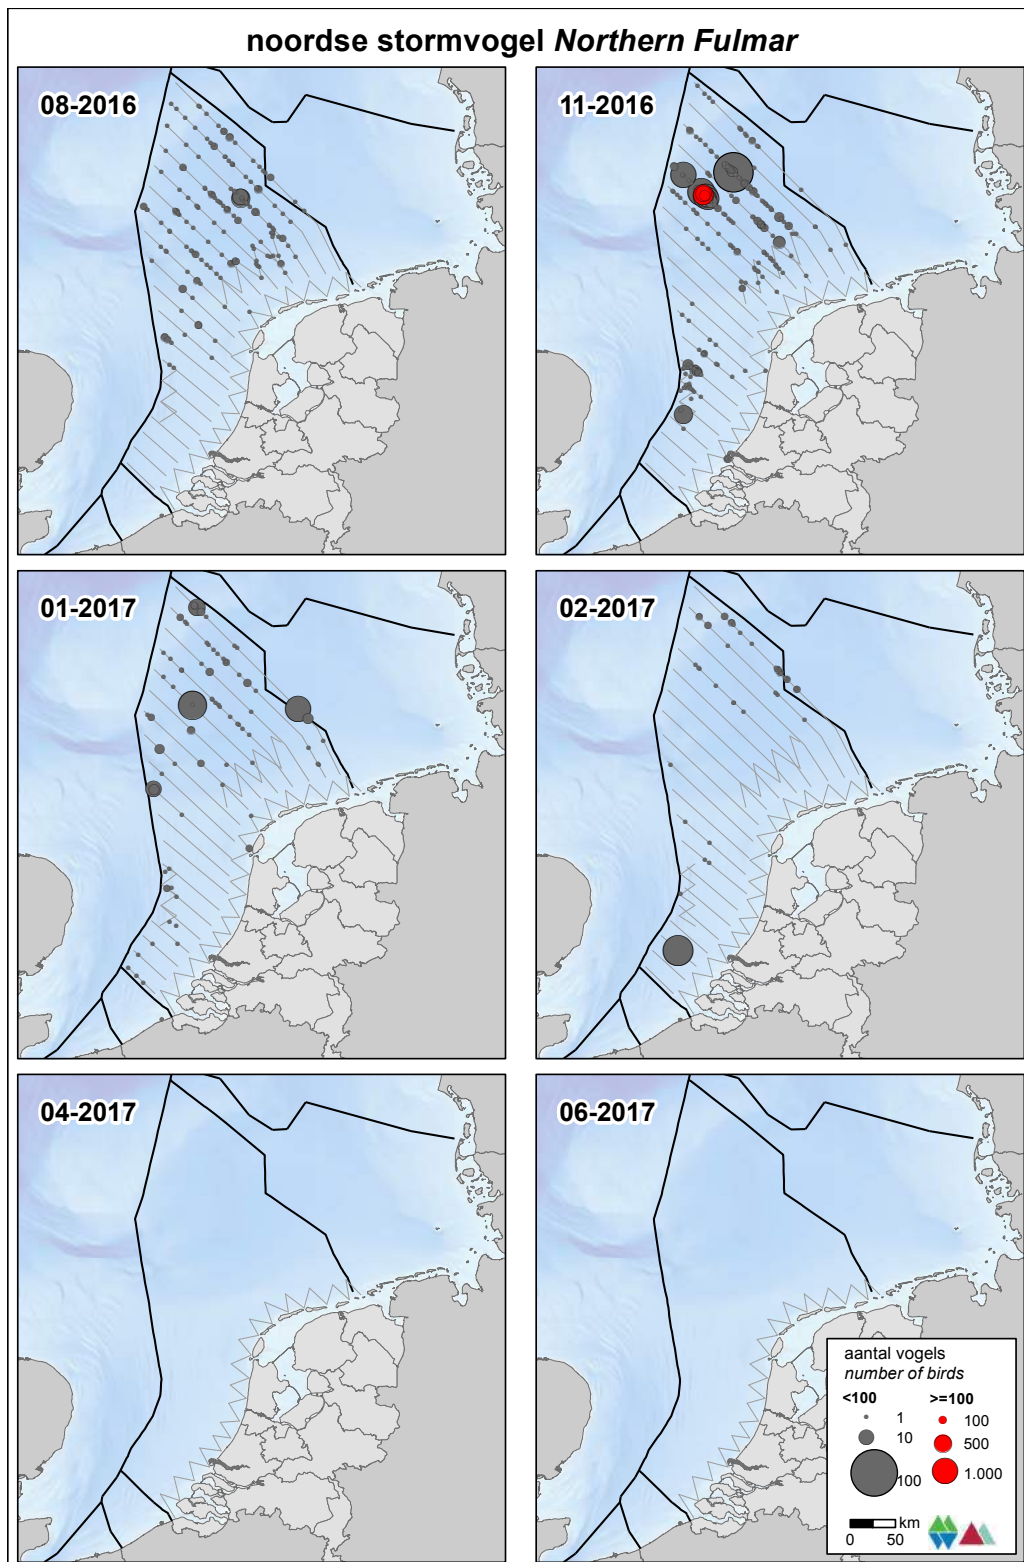 noordse stormvogel Northern Fulmar
08-2016
11-2016
01-2017
02-2017
04-2017
06-2017
aantal vogels
number of birds
<100 >=100
1 100
10 500
100 1.000
km
0 50